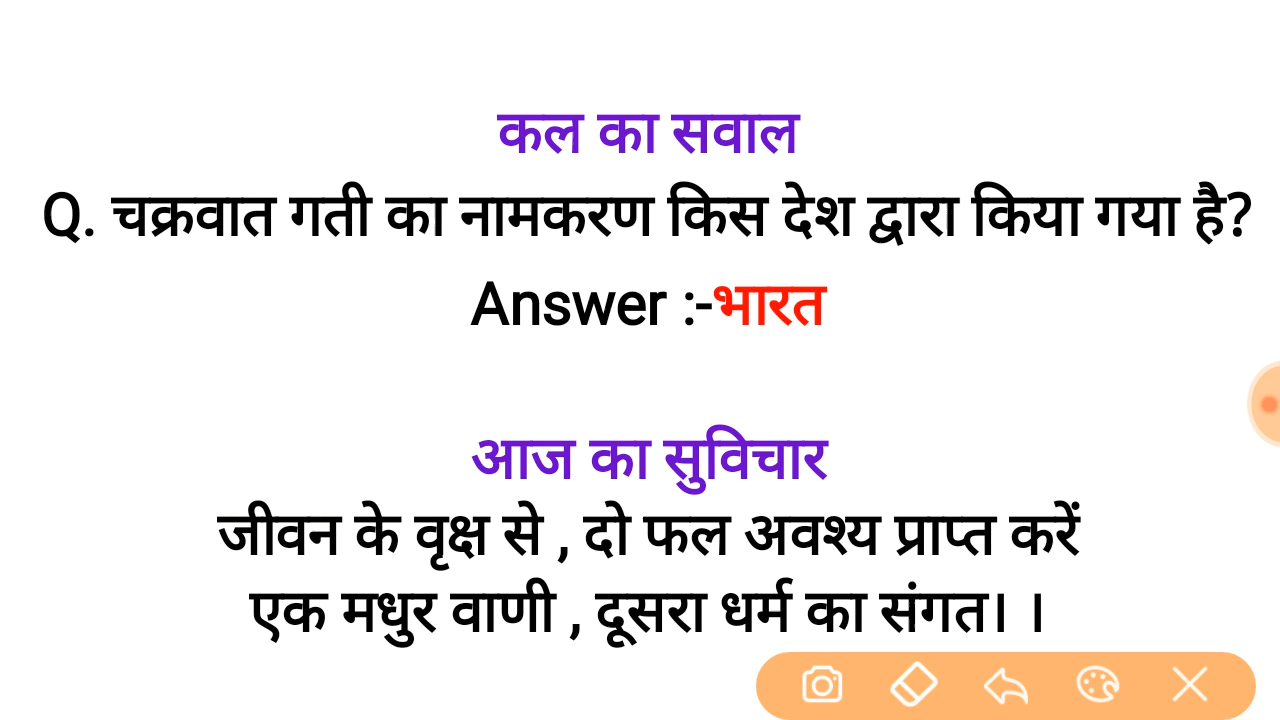 कल का सवाल
Q. चक्रवात गती का नामकरण किस देश द्वारा किया गया है?
Answer :-भारत
आज का सुविचार
जीवन के वृक्ष से , दो फल अवश्य प्राप्त करें
एक मधुर वाणी , दूसरा धर्म का संगत। ।